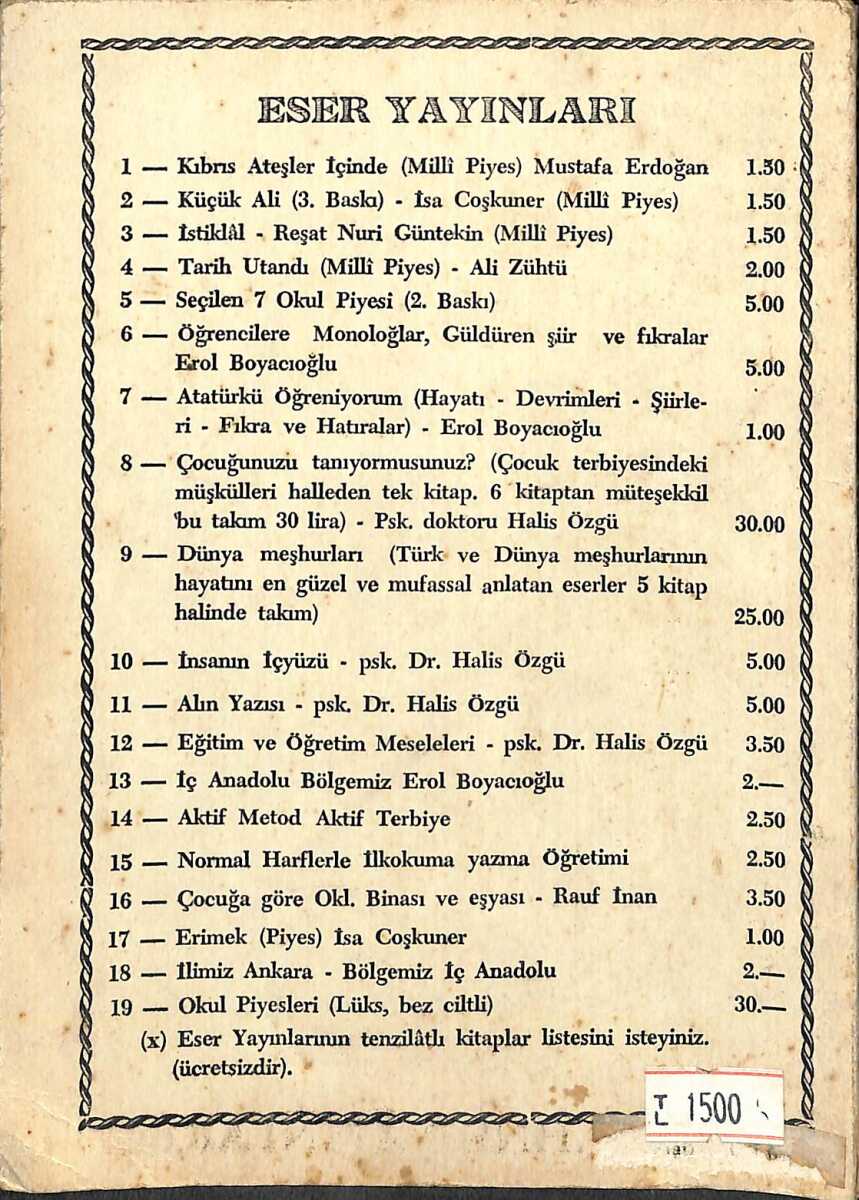 ESER YAYINLARI
1 — Kıbrıs Ateşler İçinde (Millî Piyes) Mustafa Erdoğan 1.50
2 — Küçük Ali (3. Baskı) - İsa Coşkuner (Millî Piyes) 1.50
3 — İstiklâl - Reşat Nuri Güntekin (Millî Piyes) 1.50
4 — Tarih Utandı (Millî Piyes) - Ali Zühtü 2.00
5 — Seçilen 7 Okul Piyesi (2. Baskı) 5.00
6 — Öğrencilere Monoloğlar, Güldüren şiir ve fıkralar
Erol Boyacıoğlu 5.00
7 — Atatürkü Öğreniyorum (Hayatı - Devrimleri - Şiirle-
ri - Fıkra ve Hatıralar) - Erol Boyacıoğlu 1.00
8 — Çocuğunuzu tanıyormusunuz? (Çocuk terbiyesindeki
müşkülleri halleden tek kitap. 6 kitaptan müteşekkil
bu takım 30 lira) - Psk. doktoru Halis Özgü 30.00
9 — Dünya meşhurları (Türk ve Dünya meşhurlarının
hayatını en güzel ve mufassal anlatan eserler 5 kitap
halinde takım) 25.00
10 — İnsanın İçyüzü - psk. Dr. Halis Özgü 5.00
11 — Alın Yazısı - psk. Dr. Halis Özgü 5.00
12 — Eğitim ve Öğretim Meseleleri - psk. Dr. Halis Özgü 3.50
13 — İç Anadolu Bölgemiz Erol Boyacıoğlu 2.—
14 — Aktif Metod Aktif Terbiye 2.50
15 — Normal Harflerle İlkokuma yazma Öğretimi 2.50
16 — Çocuğa göre Okl. Binası ve eşyası - Rauf İnan 3.50
17 — Erimek (Piyes) İsa Coşkuner 1.00
18 — İlimiz Ankara - Bölgemiz İç Anadolu 2.—
19 — Okul Piyesleri (Lüks, bez ciltli) 30.—
(x) Eser Yayınlarının tenzilâtlı kitaplar listesini isteyiniz.
(ücretsizdir).
TL 1500